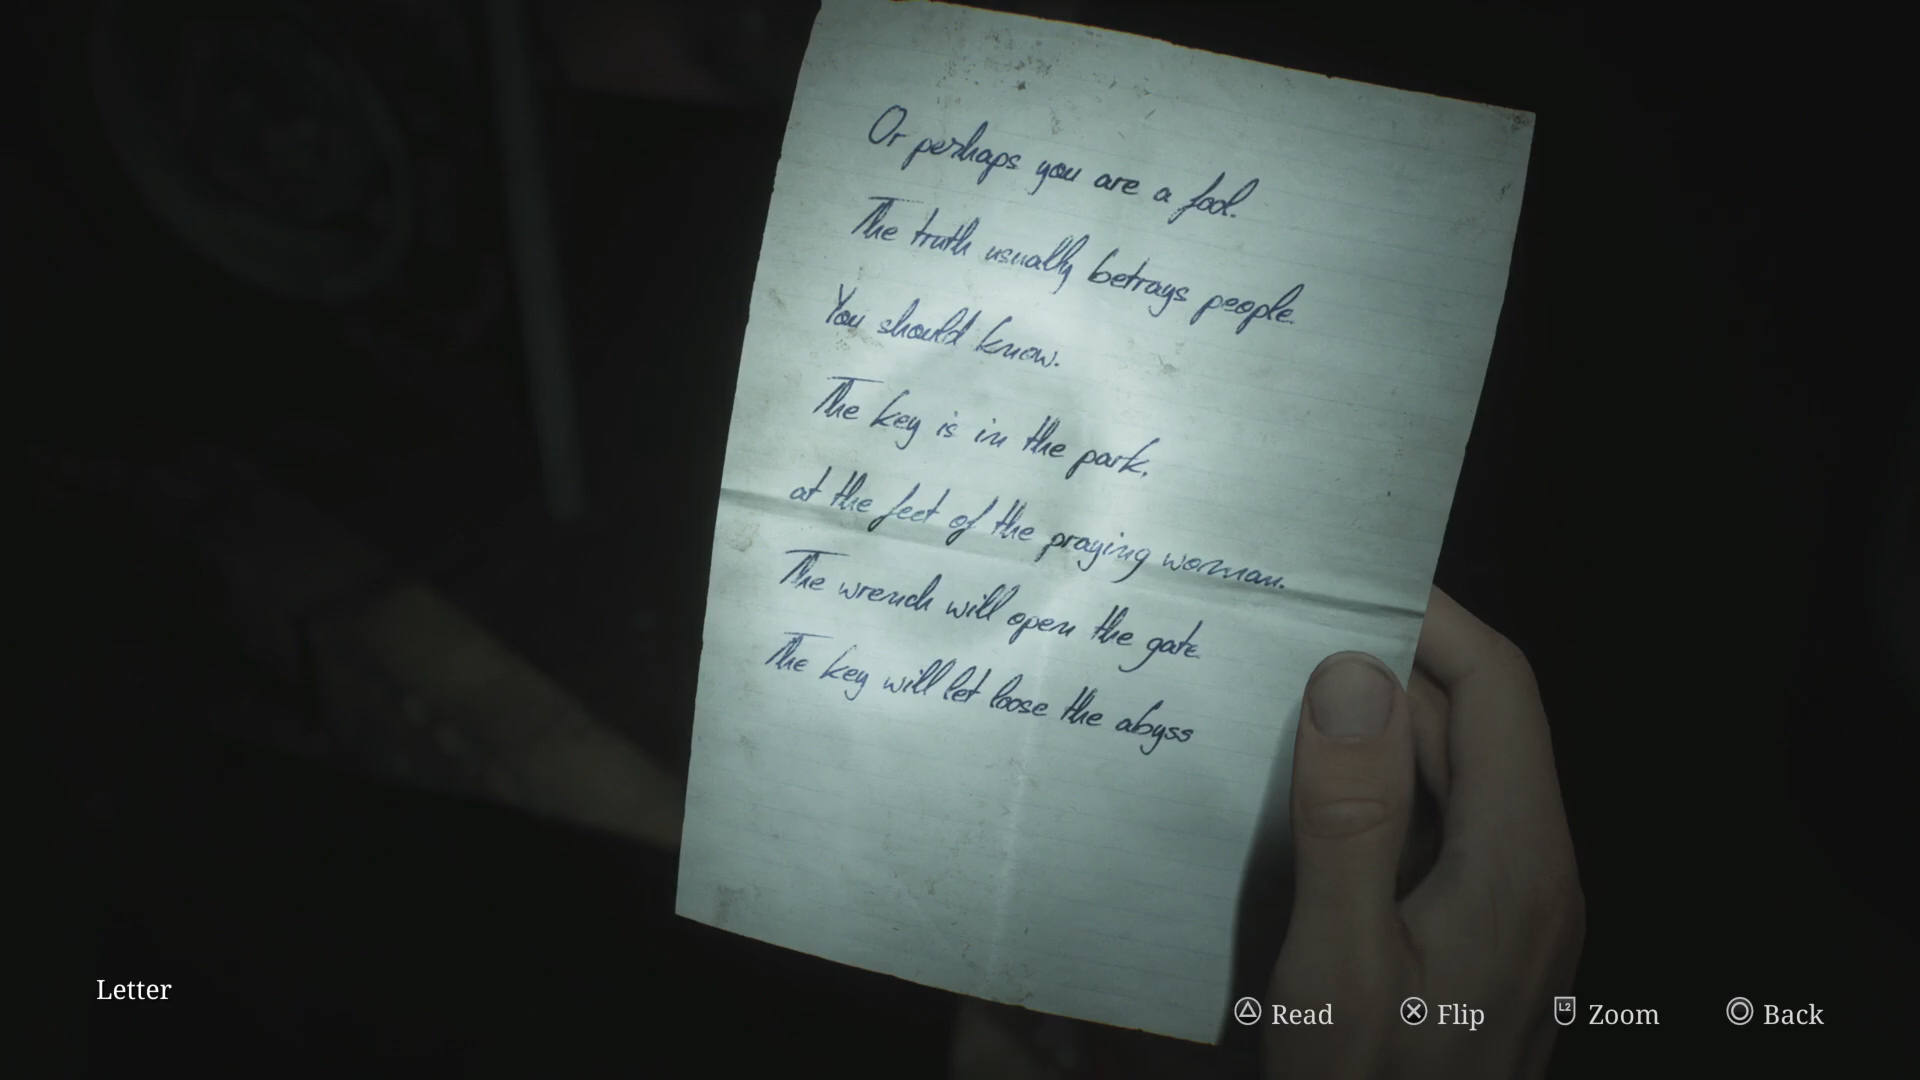 Or perhaps you are a fool.
The truth usually betrays people.
You should know.
The key is in the park,
at the feet of the praying woman.
The wrench will open the gate.
The key will let loose the abyss
Letter
Read Flip L2 Zoom Back